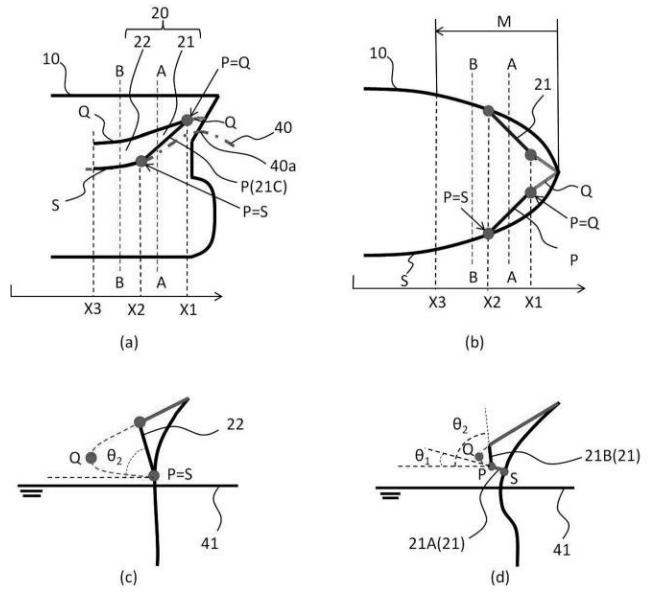 20
22 21
10
B A
P=Q
Q
Q
40
40a
P(21C)
S
P=S
B A
X3 X2 X1
(a)
M
10
B A
21
P=S
Q
P=Q
P
S
B A
X3 X2 X1
(b)
22
Q
θ2
P=S
41
(c)
θ2
Q
θ1
P
S
21B(21)
21A(21)
41
(d)